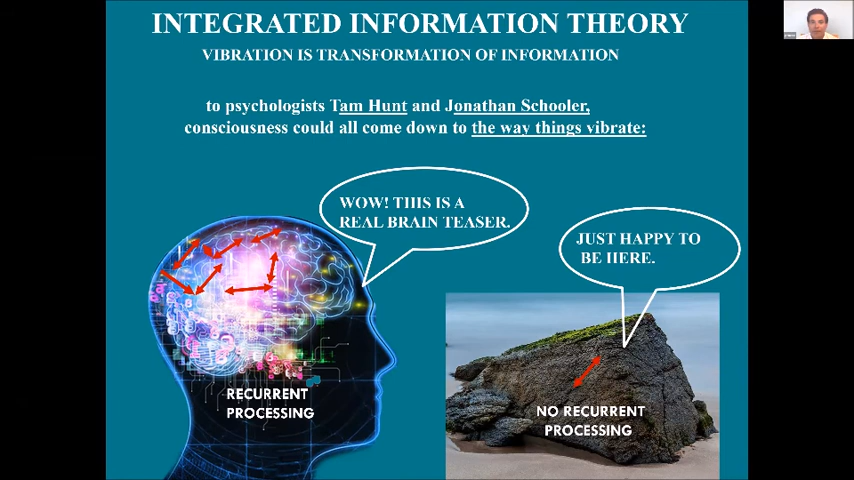 INTEGRATED INFORMATION THEORY
VIBRATION IS TRANSFORMATION OF INFORMATION
to psychologists Tam Hunt and Jonathan Schooler,
consciousness could all come down to the way things vibrate:
WOW! THIS IS A
REAL BRAIN TEASER.
JUST HAPPY TO
BE HERE.
RECURRENT
PROCESSING
NO RECURRENT
PROCESSING